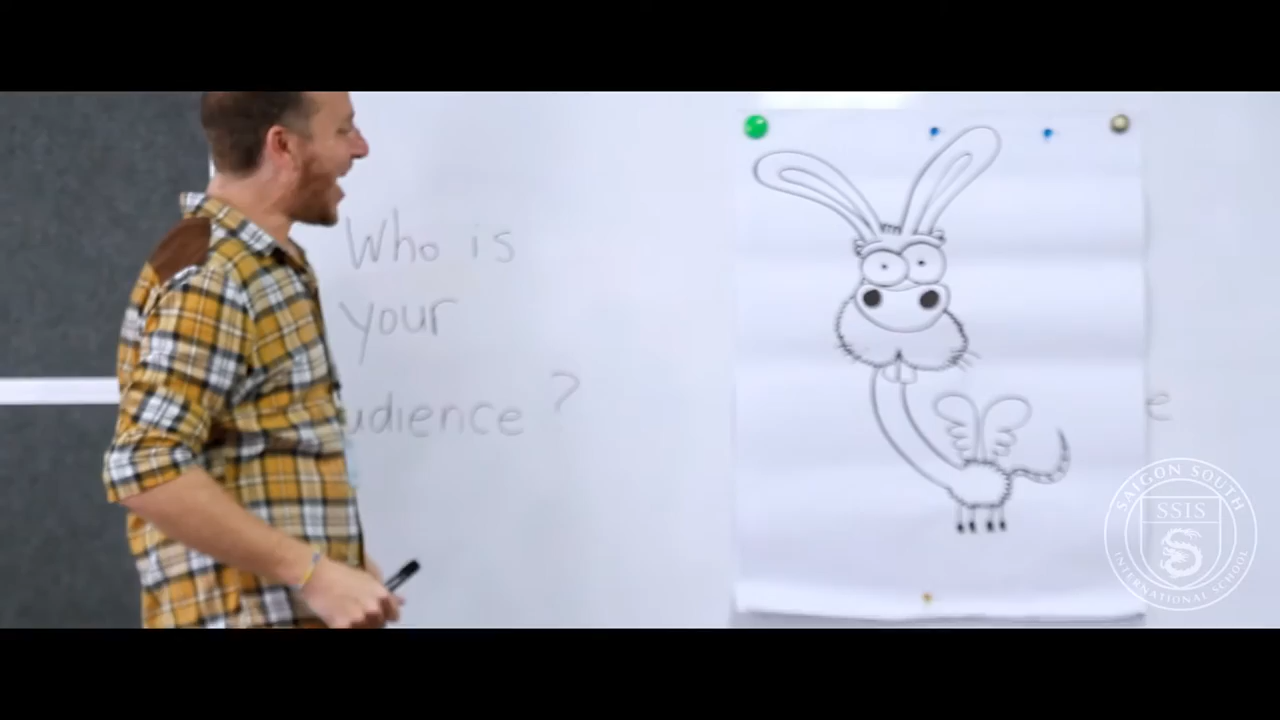 Who is
your
udience ?
e
SAIGON SOUTH
SSIS
INTERNATIONAL SCHOOL